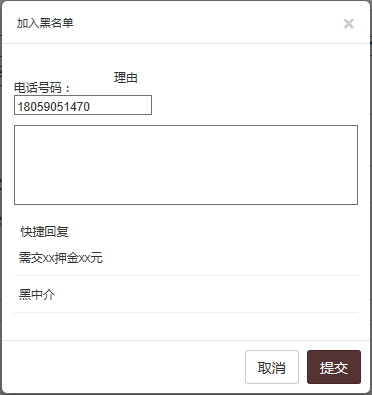 加入黑名单
×
理由
电话号码：
18059051470
快捷回复
需交xx押金xx元
黑中介
取消
提交